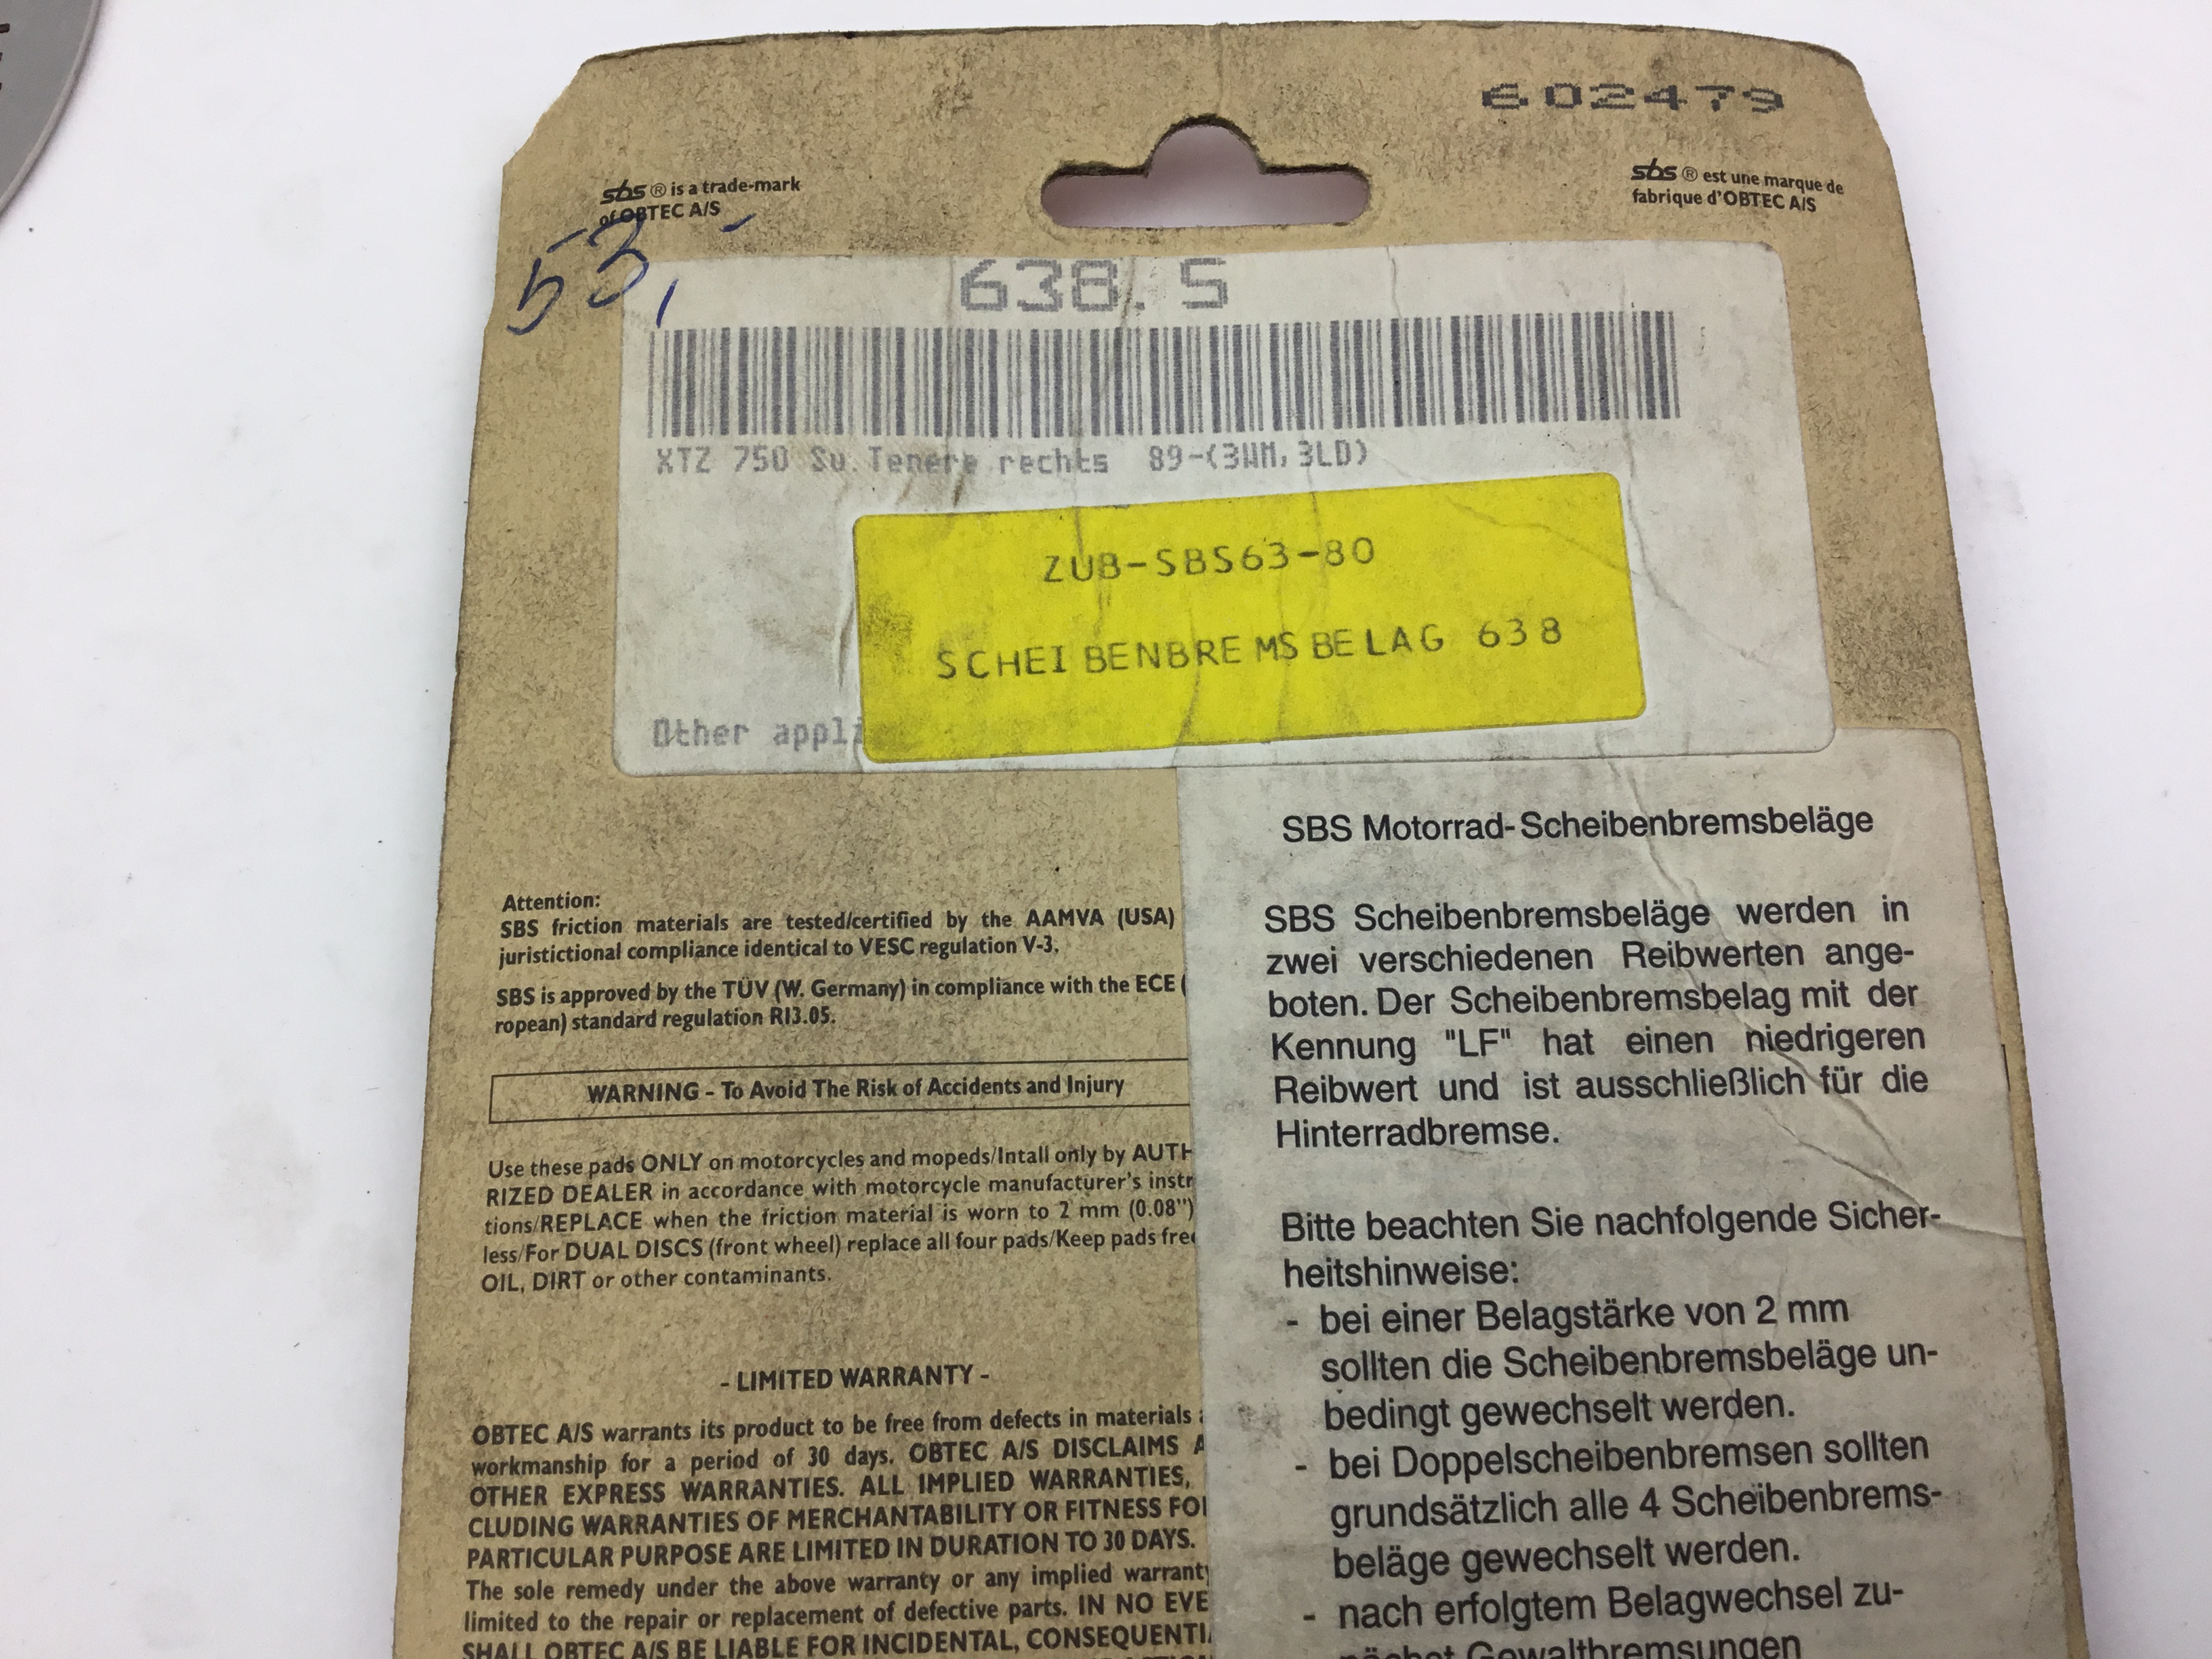 602479
sbs ® is a trade-mark
of OBTEC A/S
sbs ® est une marque de
fabrique d'OBTEC A/S
53,-
638. S
XTZ 750 Su.Tenere rechts 89-(3WM,3LD)
ZUB-SBS63-80
SCHEIBENBREMSBELAG 638
Other appli
Attention:
SBS friction materials are tested/certified by the AAMVA (USA)
juristictional compliance identical to VESC regulation V-3.
SBS is approved by the TÜV (W. Germany) in compliance with the ECE (
ropean) standard regulation R13.05.
WARNING - To Avoid The Risk of Accidents and Injury
Use these pads ONLY on motorcycles and mopeds/Intall only by AUTH
RIZED DEALER in accordance with motorcycle manufacturer's instr
tions/REPLACE when the friction material is worn to 2 mm (0.08")
less/For DUAL DISCS (front wheel) replace all four pads/Keep pads free
OIL, DIRT or other contaminants.
- LIMITED WARRANTY -
OBTEC A/S warrants its product to be free from defects in materials
workmanship for a period of 30 days. OBTEC A/S DISCLAIMS A
OTHER EXPRESS WARRANTIES. ALL IMPLIED WARRANTIES,
CLUDING WARRANTIES OF MERCHANTABILITY OR FITNESS FOR
PARTICULAR PURPOSE ARE LIMITED IN DURATION TO 30 DAYS.
The sole remedy under the above warranty or any implied warranty
limited to the repair or replacement of defective parts. IN NO EVE
SHALL OBTEC A/S BE LIABLE FOR INCIDENTAL, CONSEQUENTIA
SBS Motorrad-Scheibenbremsbeläge
SBS Scheibenbremsbeläge werden in
zwei verschiedenen Reibwerten ange-
boten. Der Scheibenbremsbelag mit der
Kennung "LF" hat einen niedrigeren
Reibwert und ist ausschließlich für die
Hinterradbremse.
Bitte beachten Sie nachfolgende Sicher-
heitshinweise:
- bei einer Belagstärke von 2 mm
sollten die Scheibenbremsbeläge un-
bedingt gewechselt werden.
- bei Doppelscheibenbremsen sollten
grundsätzlich alle 4 Scheibenbrems-
beläge gewechselt werden.
- nach erfolgtem Belagwechsel zu-
nächst Gewaltbremsungen